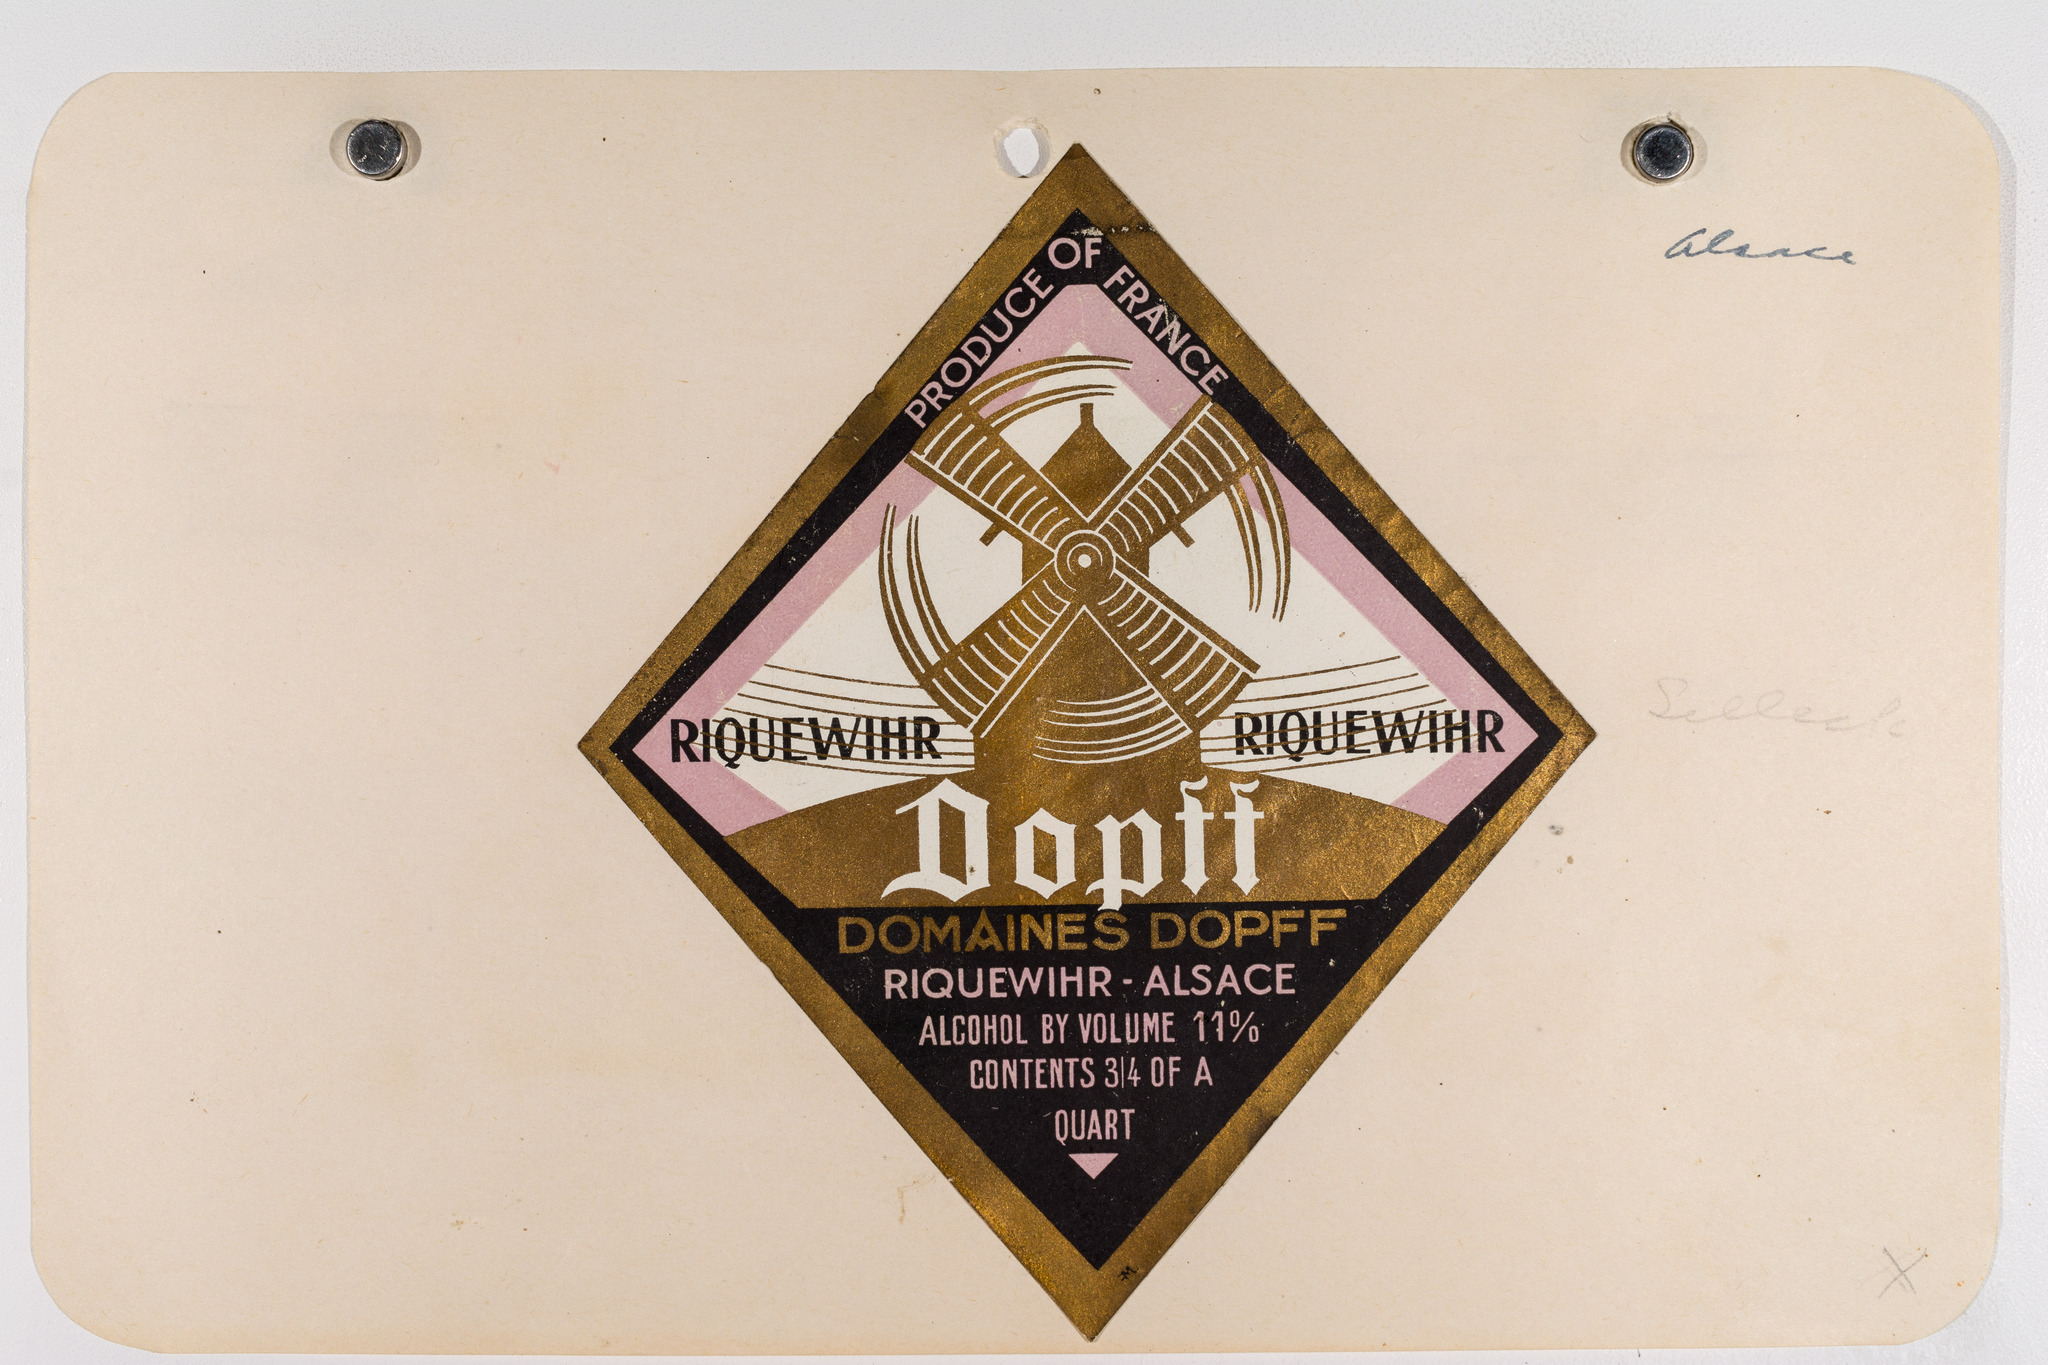 Alsace
PRODUCE OF FRANCE
RIQUEWIHR RIQUEWIHR
Dopff
DOMAINES DOPFF
RIQUEWIHR - ALSACE
ALCOHOL BY VOLUME 11%
CONTENTS 3|4 OF A
QUART
X